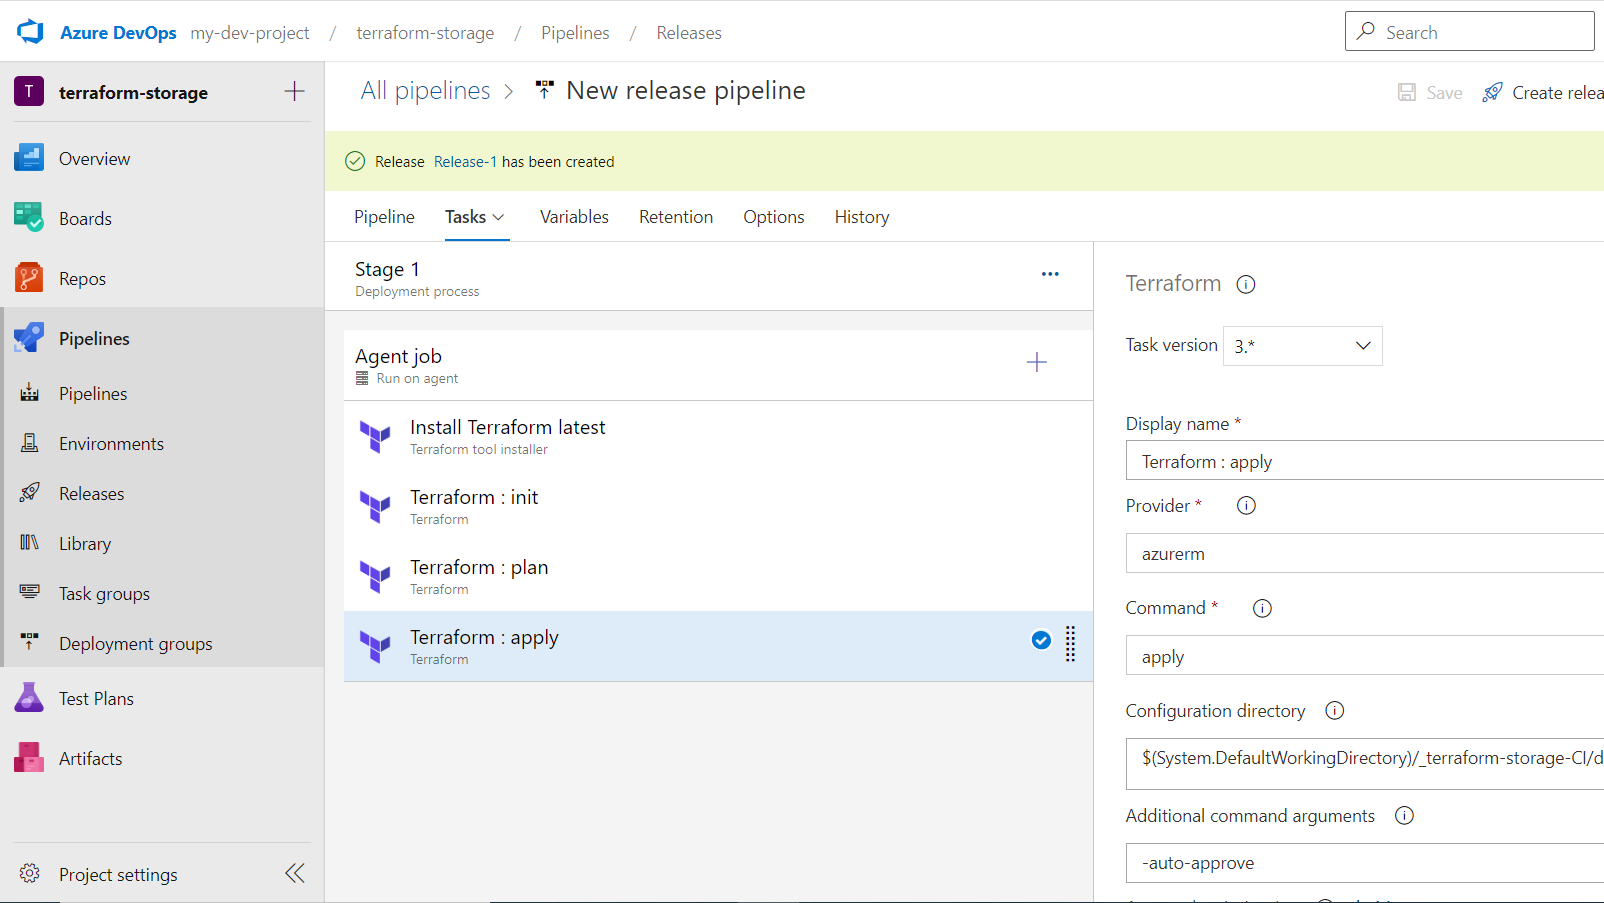 Azure DevOps my-dev-project / terraform-storage / Pipelines / Releases
Search
T terraform-storage
Overview
Boards
Repos
Pipelines
Pipelines
Environments
Releases
Library
Task groups
Deployment groups
Test Plans
Artifacts
Project settings
All pipelines > New release pipeline
Save Create relea
Release Release-1 has been created
Pipeline Tasks Variables Retention Options History
Stage 1
Deployment process
Agent job
Run on agent
Install Terraform latest
Terraform tool installer
Terraform : init
Terraform
Terraform : plan
Terraform
Terraform : apply
Terraform
Terraform
Task version 3.*
Display name *
Terraform : apply
Provider *
azurerm
Command *
apply
Configuration directory
$(System.DefaultWorkingDirectory)/_terraform-storage-CI/d
Additional command arguments
-auto-approve